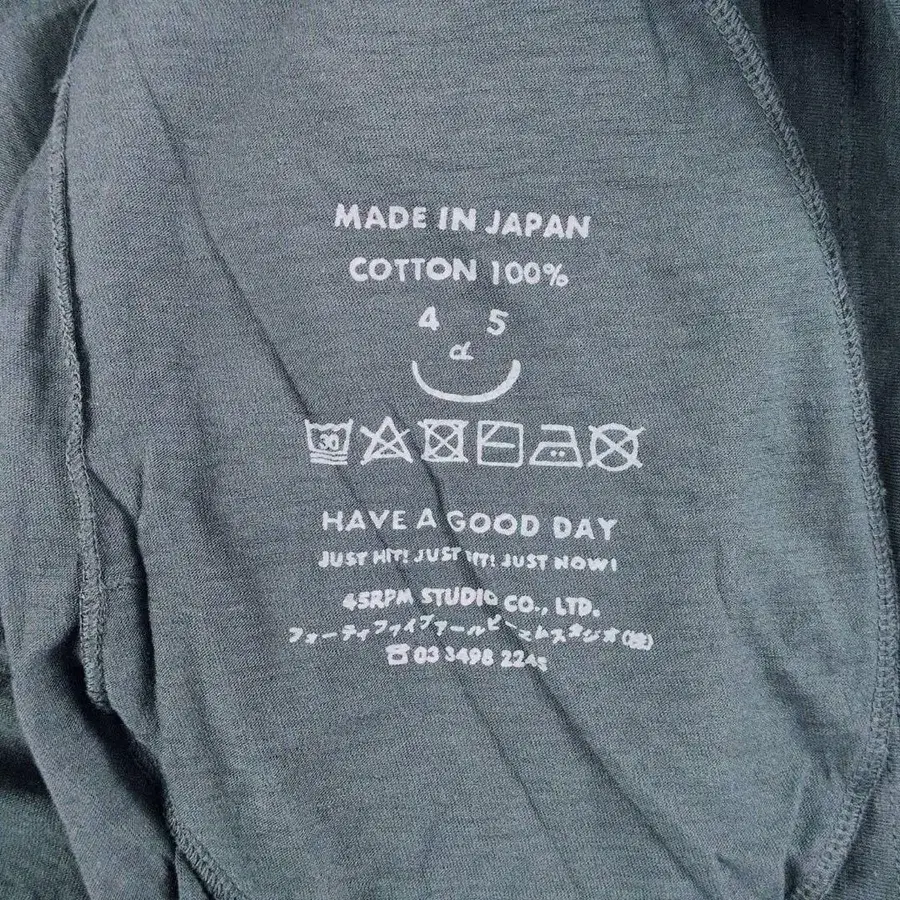 MADE IN JAPAN
COTTON 100%
4 5
d
30
HAVE A GOOD DAY
JUST HIT! JUST HIT! JUST NOW!
45RPM STUDIO CO., LTD.
フォーティファイブアールピーエムスタジオ(株)
☎03 3498 2245